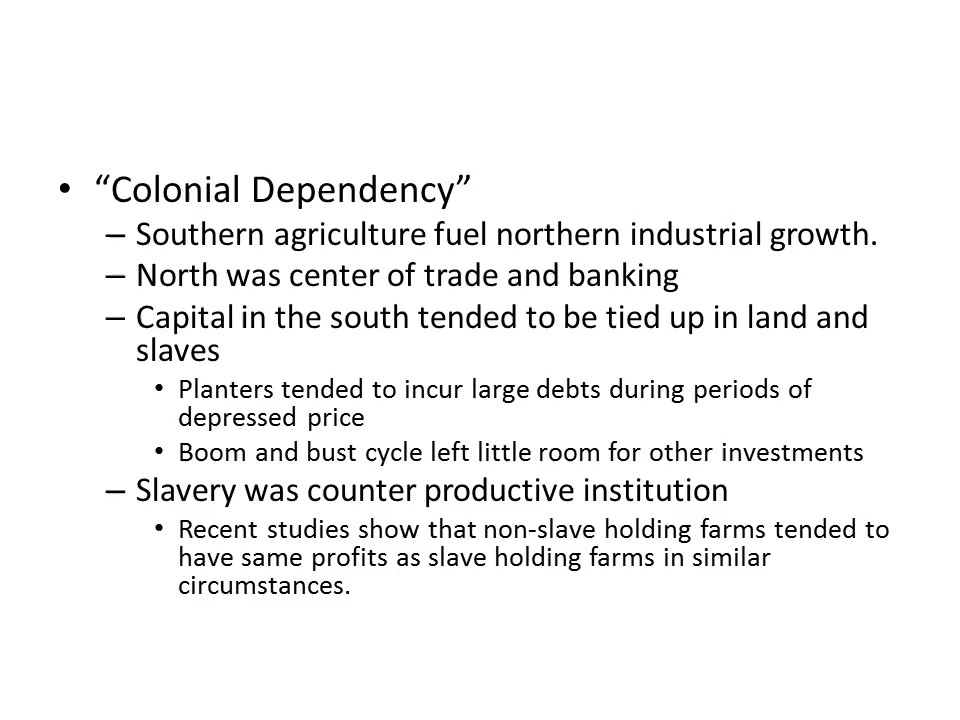 • “Colonial Dependency”
– Southern agriculture fuel northern industrial growth.
– North was center of trade and banking
– Capital in the south tended to be tied up in land and
slaves
• Planters tended to incur large debts during periods of
depressed price
• Boom and bust cycle left little room for other investments
– Slavery was counter productive institution
• Recent studies show that non-slave holding farms tended to
have same profits as slave holding farms in similar
circumstances.